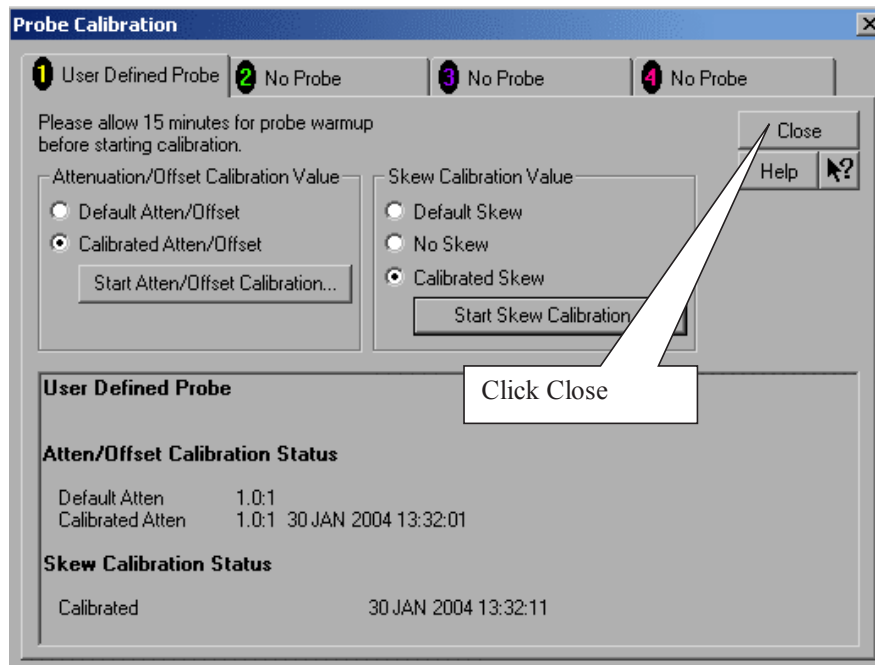 Probe Calibration
1 User Defined Probe 2 No Probe 3 No Probe 4 No Probe
Please allow 15 minutes for probe warmup
before starting calibration.
Close
Help ?
Attenuation/Offset Calibration Value
Default Atten/Offset
Calibrated Atten/Offset
Start Atten/Offset Calibration...
Skew Calibration Value
Default Skew
No Skew
Calibrated Skew
Start Skew Calibration
Click Close
User Defined Probe
Atten/Offset Calibration Status
Default Atten 1.0:1
Calibrated Atten 1.0:1 30 JAN 2004 13:32:01
Skew Calibration Status
Calibrated 30 JAN 2004 13:32:11